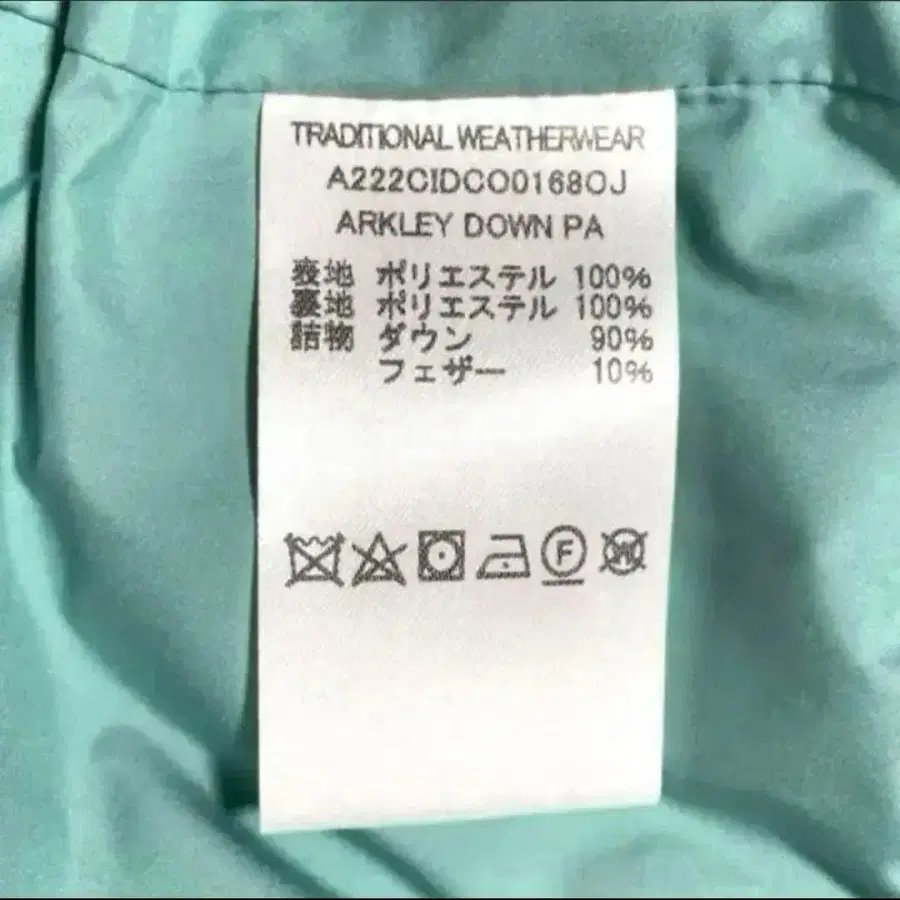 TRADITIONAL WEATHERWEAR
A222CIDCO0168OJ
ARKLEY DOWN PA
表地 ポリエステル 100%
裏地 ポリエステル 100%
詰物 ダウン 90%
フェザー 10%
F
W